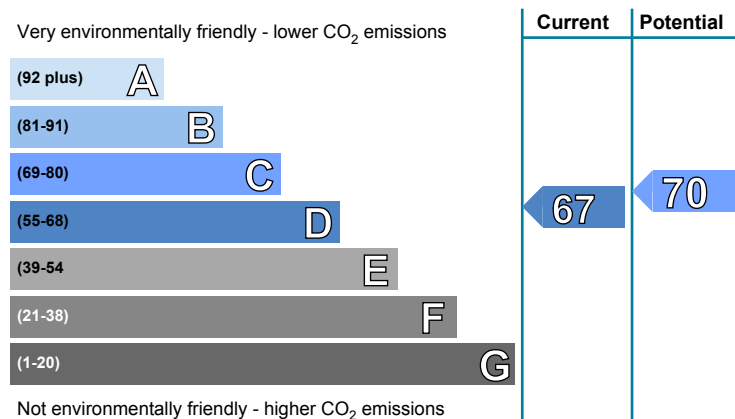 Very environmentally friendly - lower CO₂ emissions
Current
Potential
(92 plus) A
(81-91) B
(69-80) C
(55-68) D
(39-54 E
(21-38) F
(1-20) G
67
70
Not environmentally friendly - higher CO₂ emissions